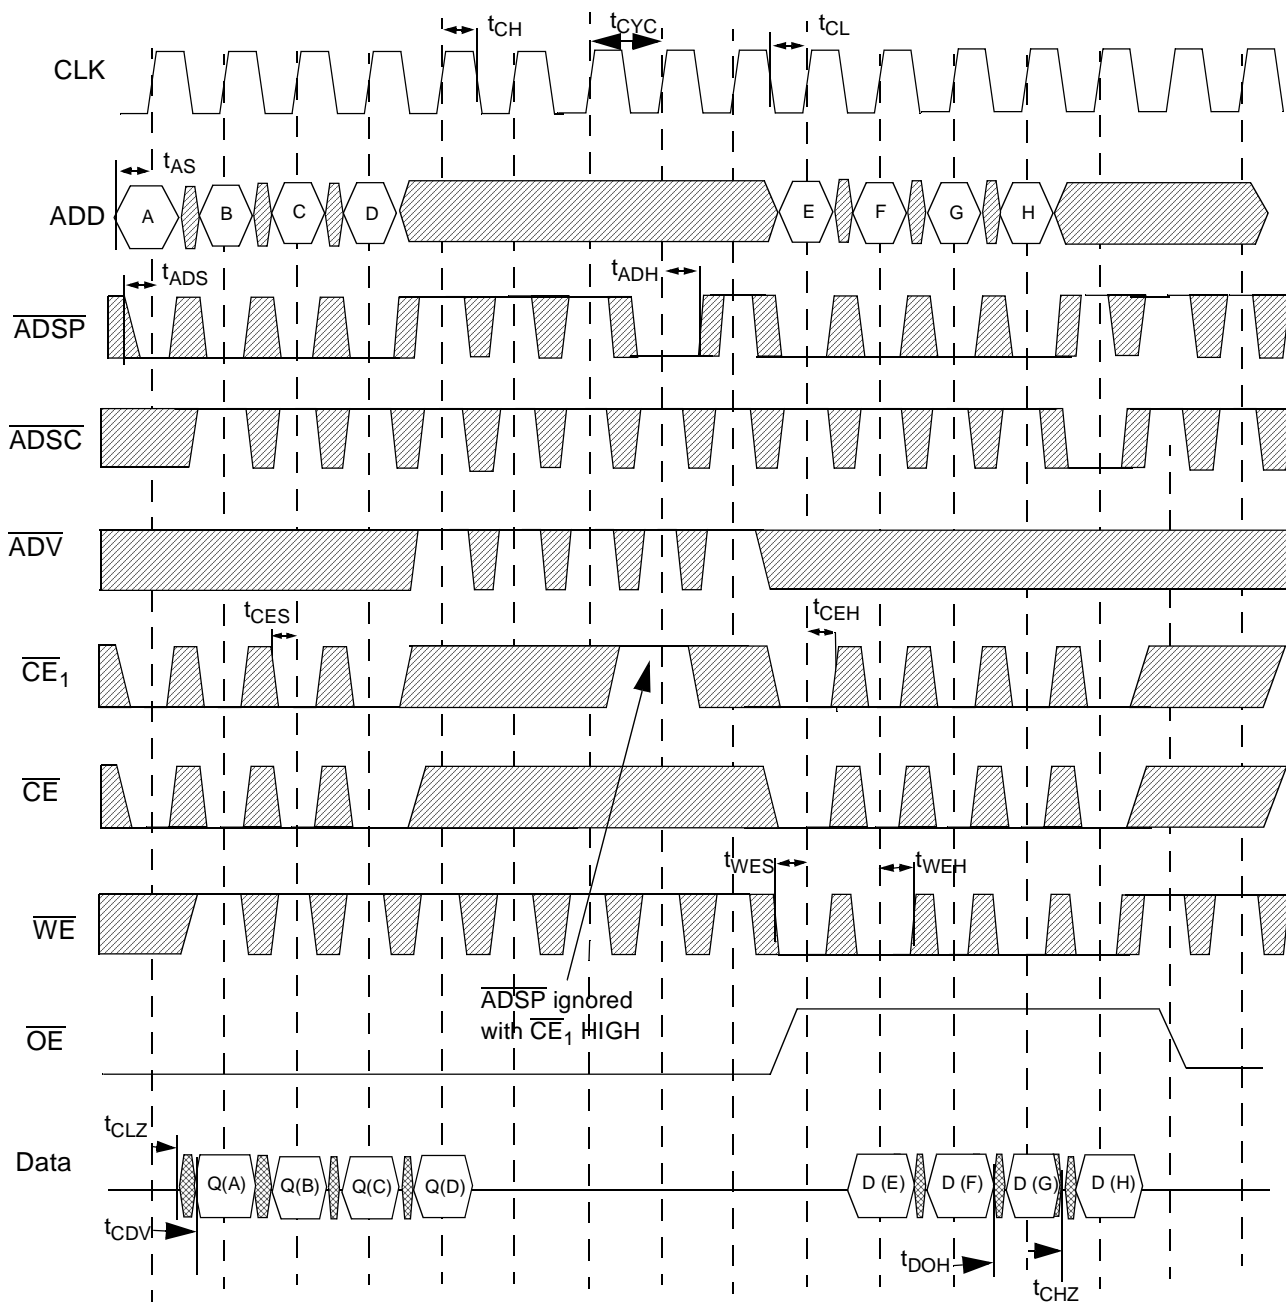 tCH
tCYC
tCL
CLK
tAS
ADD
A
B
C
D
E
F
G
H
tADS
tADH
ADSP
ADSC
ADV
tCES
tCEH
CE1
CE
tWES
tWEH
WE
ADSP ignored
with CE1 HIGH
OE
tCLZ
Data
Q(A)
Q(B)
Q(C)
Q(D)
D (E)
D (F)
D (G)
D (H)
tCDV
tDOH
tCHZ